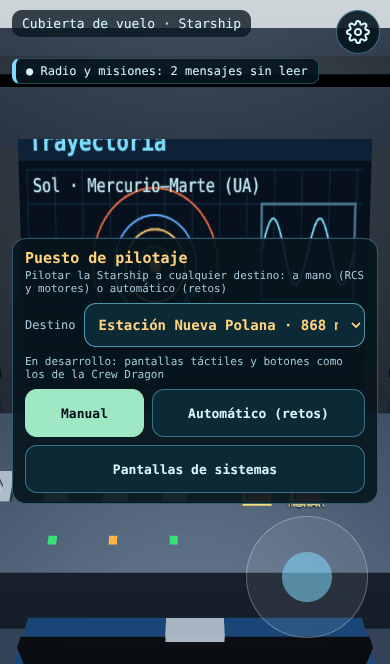 Cubierta de vuelo · Starship
● Radio y misiones: 2 mensajes sin leer
Trayectoria
Sol · Mercurio—Marte (UA)
Puesto de pilotaje
Pilotar la Starship a cualquier destino: a mano (RCS
y motores) o automático (retos)
Destino
Estación Nueva Polana · 868 r
En desarrollo: pantallas táctiles y botones como
los de la Crew Dragon
Manual
Automático (retos)
Pantallas de sistemas